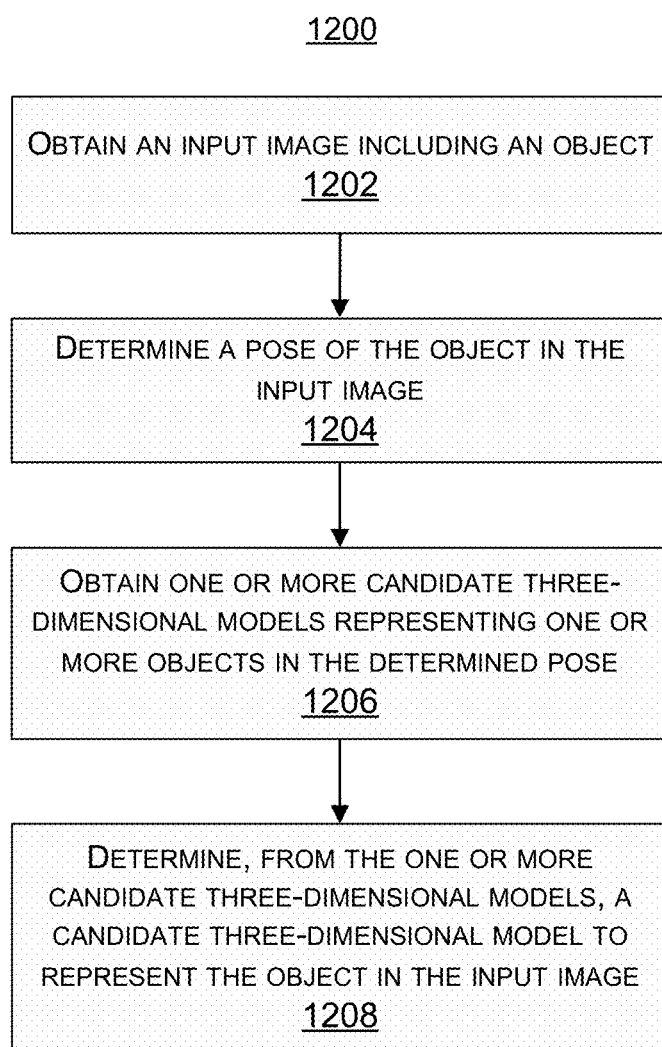 1200
OBTAIN AN INPUT IMAGE INCLUDING AN OBJECT
1202
DETERMINE A POSE OF THE OBJECT IN THE
INPUT IMAGE
1204
OBTAIN ONE OR MORE CANDIDATE THREE-
DIMENSIONAL MODELS REPRESENTING ONE OR
MORE OBJECTS IN THE DETERMINED POSE
1206
DETERMINE, FROM THE ONE OR MORE
CANDIDATE THREE-DIMENSIONAL MODELS, A
CANDIDATE THREE-DIMENSIONAL MODEL TO
REPRESENT THE OBJECT IN THE INPUT IMAGE
1208